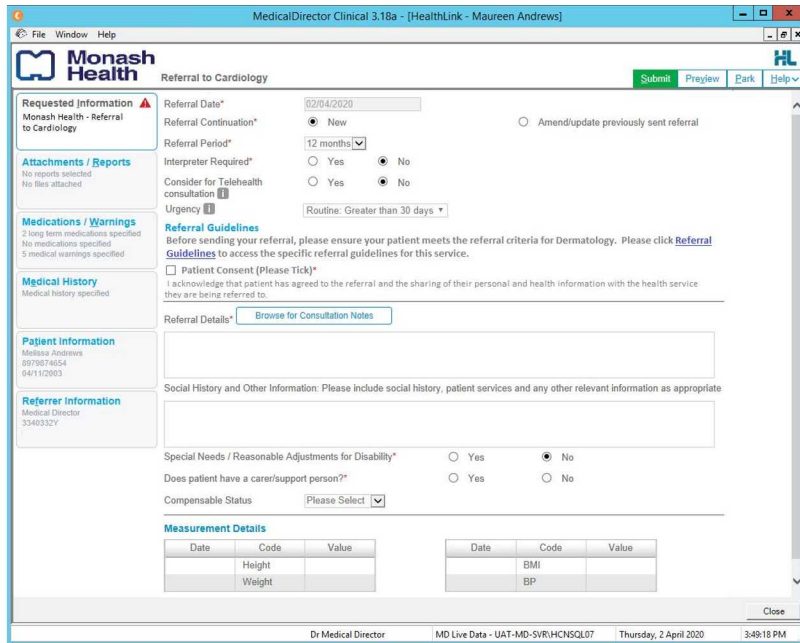 MedicalDirector Clinical 3.18a - [HealthLink - Maureen Andrews]
File Window Help
Monash Health
Referral to Cardiology
HL
Submit Preview Park Help
Requested Information
Monash Health - Referral
to Cardiology
Attachments / Reports
No reports selected
No files attached
Medications / Warnings
2 long term medications specified
No medications specified
5 medical warnings specified
Medical History
Medical history specified
Patient Information
Melissa Andrews
8979874654
04/11/2003
Referrer Information
Medical Director
3340332Y
Referral Date* 02/04/2020
Referral Continuation* New Amend/update previously sent referral
Referral Period* 12 months
Interpreter Required* Yes No
Consider for Telehealth
consultation i Yes No
Urgency i Routine: Greater than 30 days
Referral Guidelines
Before sending your referral, please ensure your patient meets the referral criteria for Dermatology. Please click Referral
Guidelines to access the specific referral guidelines for this service.
Patient Consent (Please Tick)*
I acknowledge that patient has agreed to the referral and the sharing of their personal and health information with the health service
they are being referred to.
Referral Details* Browse for Consultation Notes
Social History and Other Information: Please include social history, patient services and any other relevant information as appropriate
Special Needs / Reasonable Adjustments for Disability* Yes No
Does patient have a carer/support person?* Yes No
Compensable Status Please Select
Measurement Details
Date Code Value Date Code Value
Height BMI
Weight BP
Close
Dr Medical Director MD Live Data - UAT-MD-SVR\HCNSQL07 Thursday, 2 April 2020 3:49:18 PM